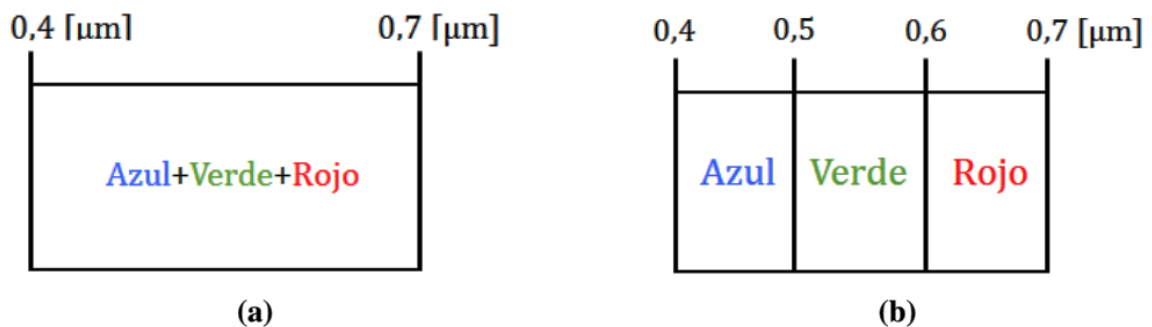 0,4 [μm] 0,7 [μm]
Azul+Verde+Rojo
(a)
0,4 0,5 0,6 0,7 [μm]
Azul Verde Rojo
(b)